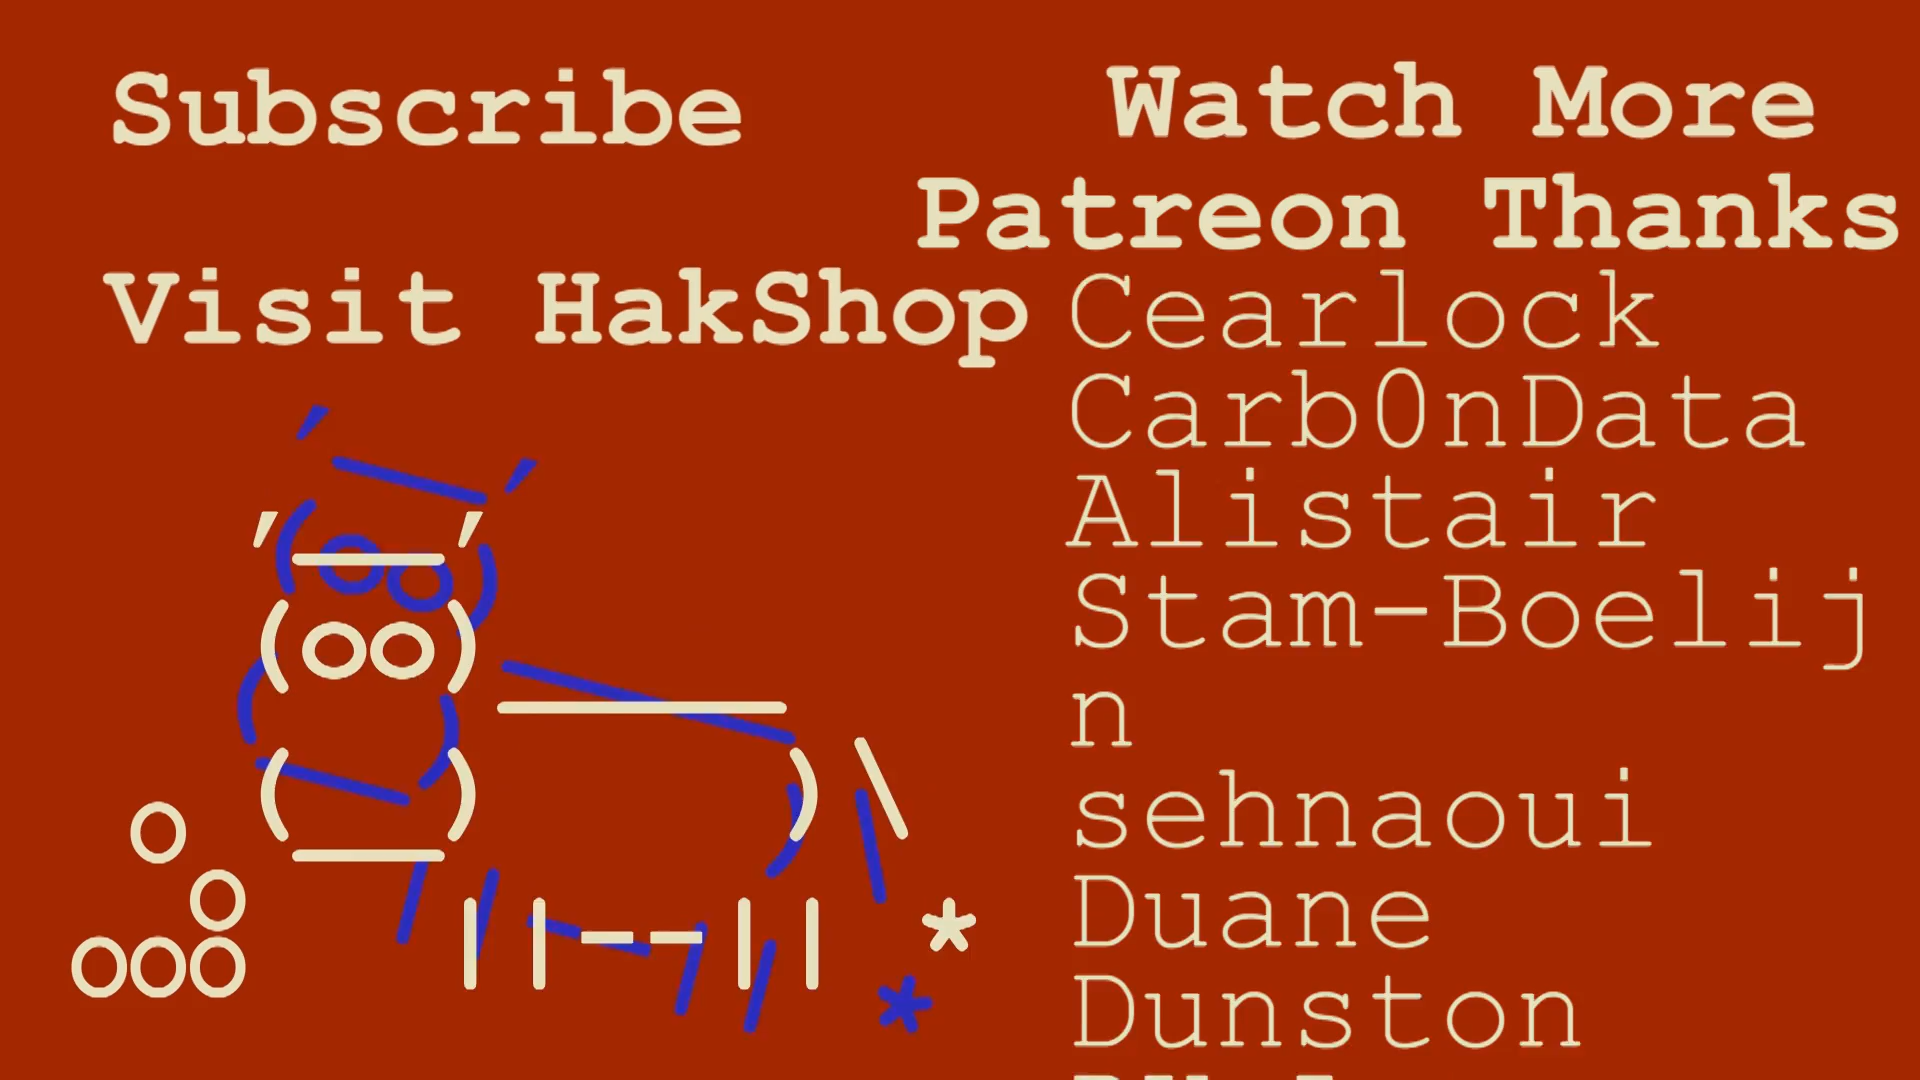 Subscribe
Visit HakShop
Watch More
Patreon Thanks
Cearlock
Carb0nData
Alistair
Stam-Boelij
n
sehnaoui
Duane
Dunston